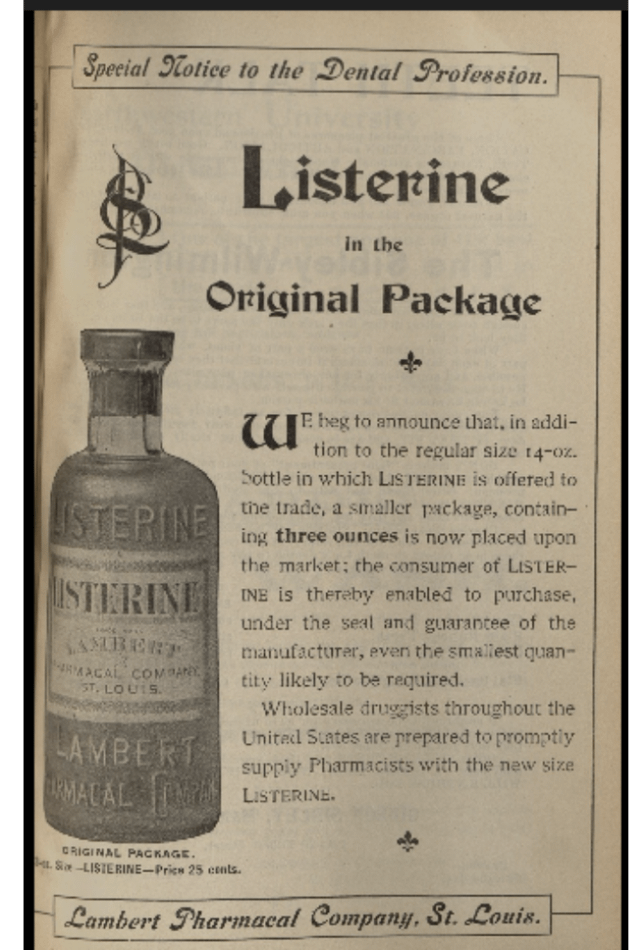 Special Notice to the Dental Profession.
Listerine
in the
Original Package
WE beg to announce that, in addi-
tion to the regular size 14-oz.
bottle in which LISTERINE is offered to
the trade, a smaller package, contain-
ing three ounces is now placed upon
the market; the consumer of LISTER-
INE is thereby enabled to purchase,
under the seal and guarantee of the
manufacturer, even the smallest quan-
tity likely to be required.
Wholesale druggists throughout the
United States are prepared to promptly
supply Pharmacists with the new size
LISTERINE.
LISTERINE
LISTERINE
LAMBERT
PHARMACAL COMPANY
ST. LOUIS.
LAMBERT
ORIGINAL PACKAGE.
Size—LISTERINE—Price 25 cents.
Lambert Pharmacal Company, St. Louis.